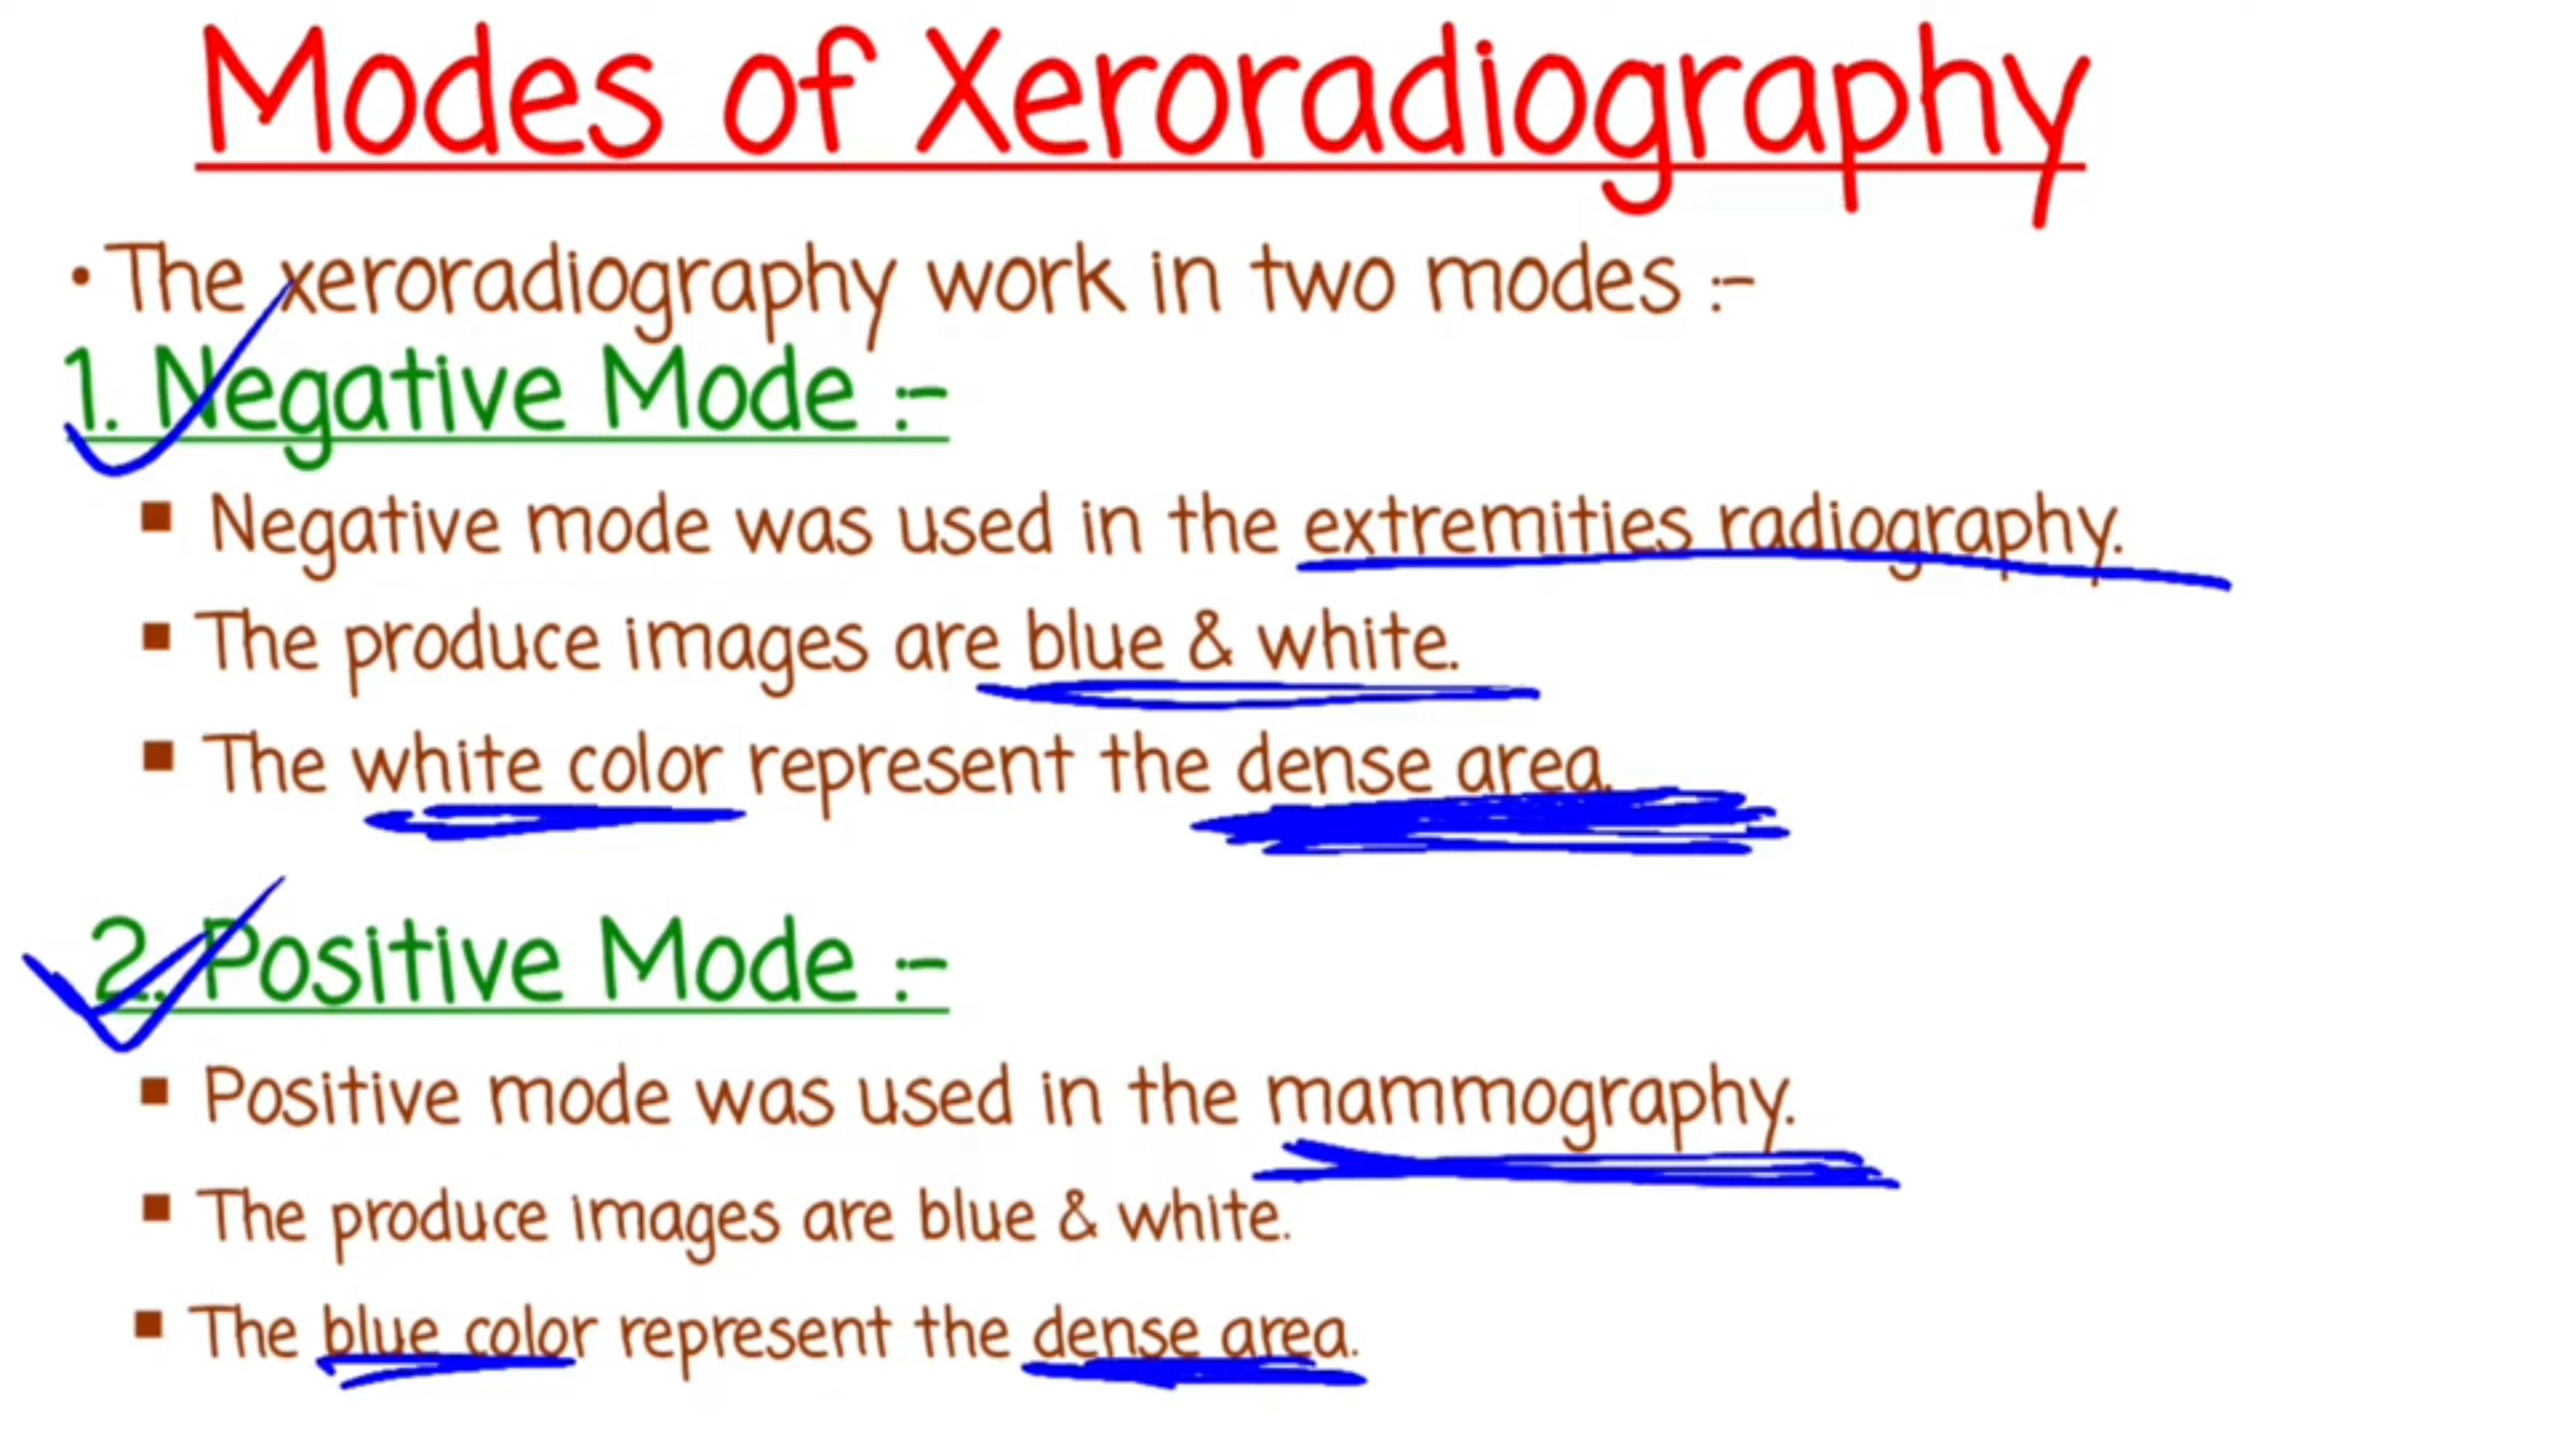 Modes of Xeroradiography
• The xeroradiography work in two modes :-
1. Negative Mode :-
▪ Negative mode was used in the extremities radiography.
▪ The produce images are blue & white.
▪ The white color represent the dense area.
2. Positive Mode :-
▪ Positive mode was used in the mammography.
▪ The produce images are blue & white.
▪ The blue color represent the dense area.